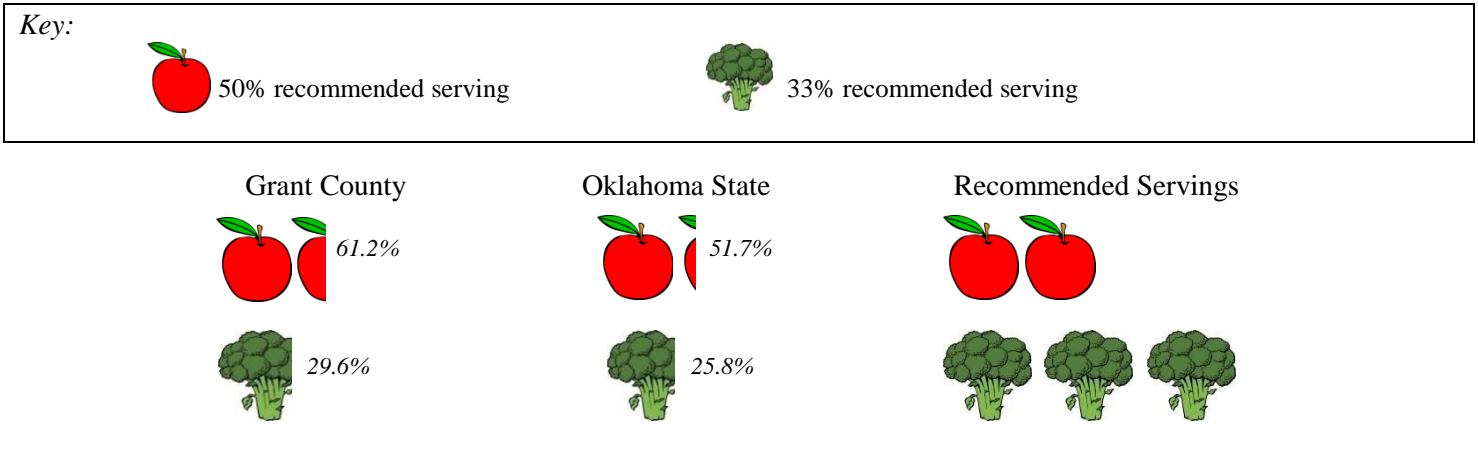 Key:
50% recommended serving 33% recommended serving
Grant County Oklahoma State Recommended Servings
61.2% 51.7%
29.6% 25.8%